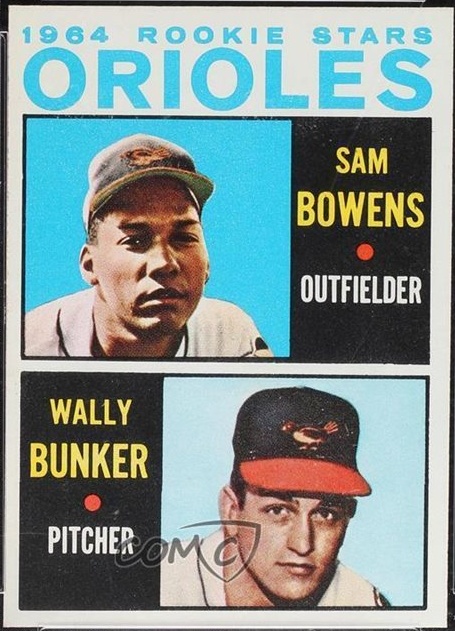 1964 ROOKIE STARS
ORIOLES
SAM
BOWENS
OUTFIELDER
WALLY
BUNKER
PITCHER
COMC